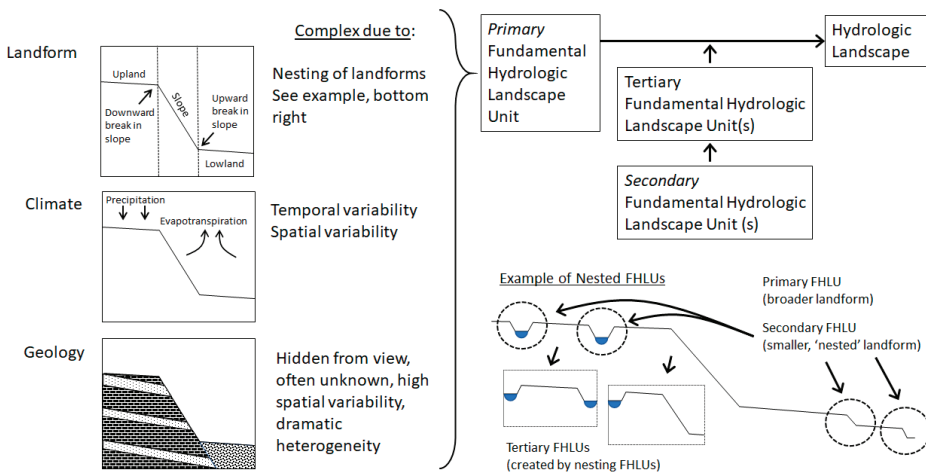 Landform
Upland
Slope
Downward
break in
slope
Upward
break in
slope
Lowland
Complex due to:
Nesting of landforms
See example, bottom
right
Climate
Precipitation
Evapotranspiration
Temporal variability
Spatial variability
Geology
Hidden from view,
often unknown, high
spatial variability,
dramatic
heterogeneity
Primary
Fundamental
Hydrologic
Landscape
Unit
Hydrologic
Landscape
Tertiary
Fundamental Hydrologic
Landscape Unit(s)
Secondary
Fundamental Hydrologic
Landscape Unit (s)
Example of Nested FHLUs
Primary FHLU
(broader landform)
Secondary FHLU
(smaller, ‘nested’ landform)
Tertiary FHLUs
(created by nesting FHLUs)